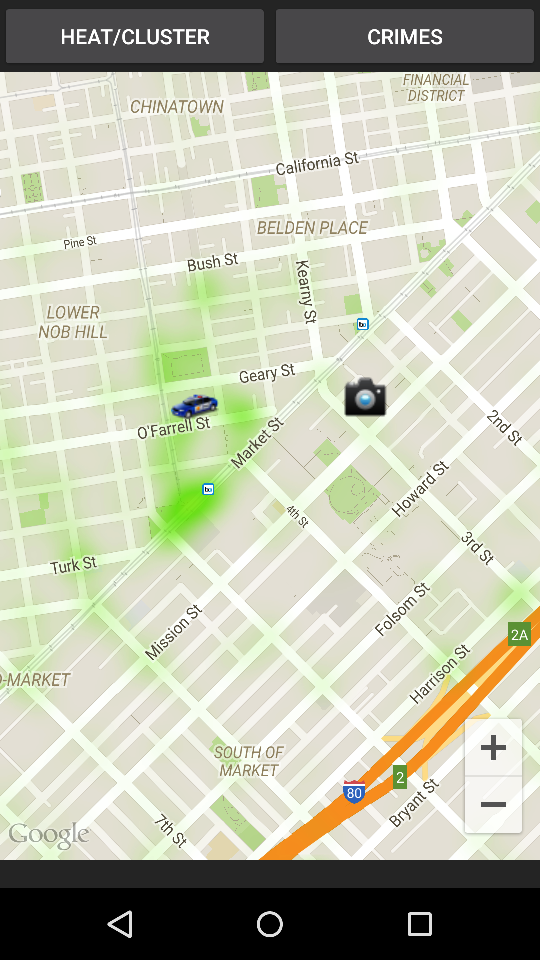 HEAT/CLUSTER
CRIMES
FINANCIAL
DISTRICT
CHINATOWN
California St
BELDEN PLACE
Pine St
Bush St
Kearny St
LOWER
NOB HILL
Geary St
O'Farrell St
Market St
2nd St
Howard St
4th St
3rd St
Turk St
Folsom St
Mission St
2A
Harrison St
D-MARKET
SOUTH OF
MARKET
2
80
Bryant St
7th St
Google